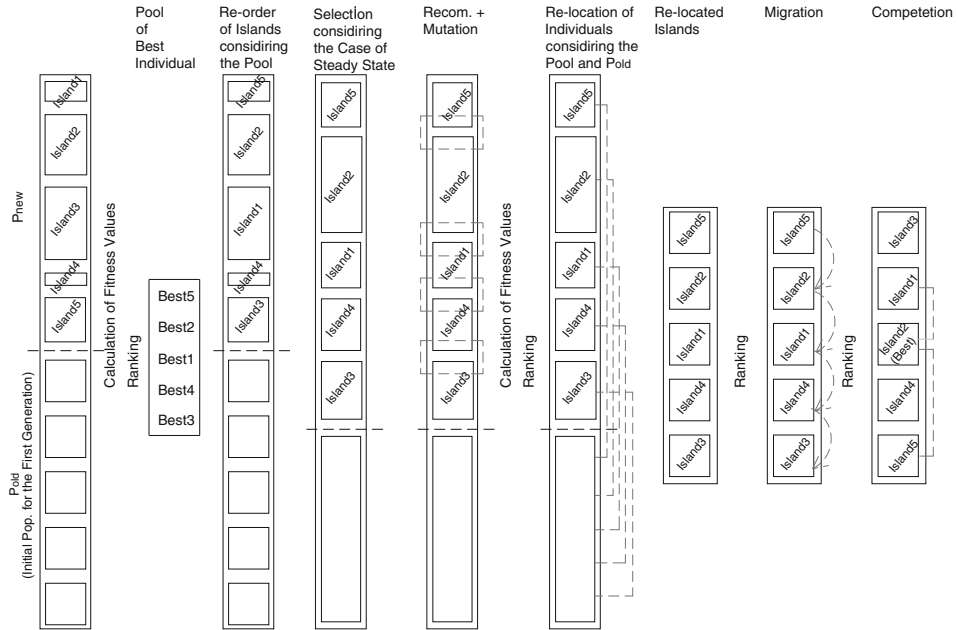 Pool
of
Best
Individual
Re-order
of Islands
considiring
the Pool
Selection
considiring
the Case of
Steady State
Recom. +
Mutation
Re-location of
Individuals
considiring the
Pool and Pold
Re-located
Islands
Migration
Competetion
Pnew
Pold
(Initial Pop. for the First Generation)
Island1
Island2
Island3
Island4
Island5
Calculation of Fitness Values
Ranking
Best5
Best2
Best1
Best4
Best3
Island5
Island2
Island1
Island4
Island3
Island5
Island2
Island1
Island4
Island3
Island5
Island2
Island1
Island4
Island3
Calculation of Fitness Values
Ranking
Island5
Island2
Island1
Island4
Island3
Island5
Island2
Island1
Island4
Island3
Ranking
Island5
Island2
Island1
Island4
Island3
Ranking
Island3
Island1
Island2
(Best)
Island4
Island5